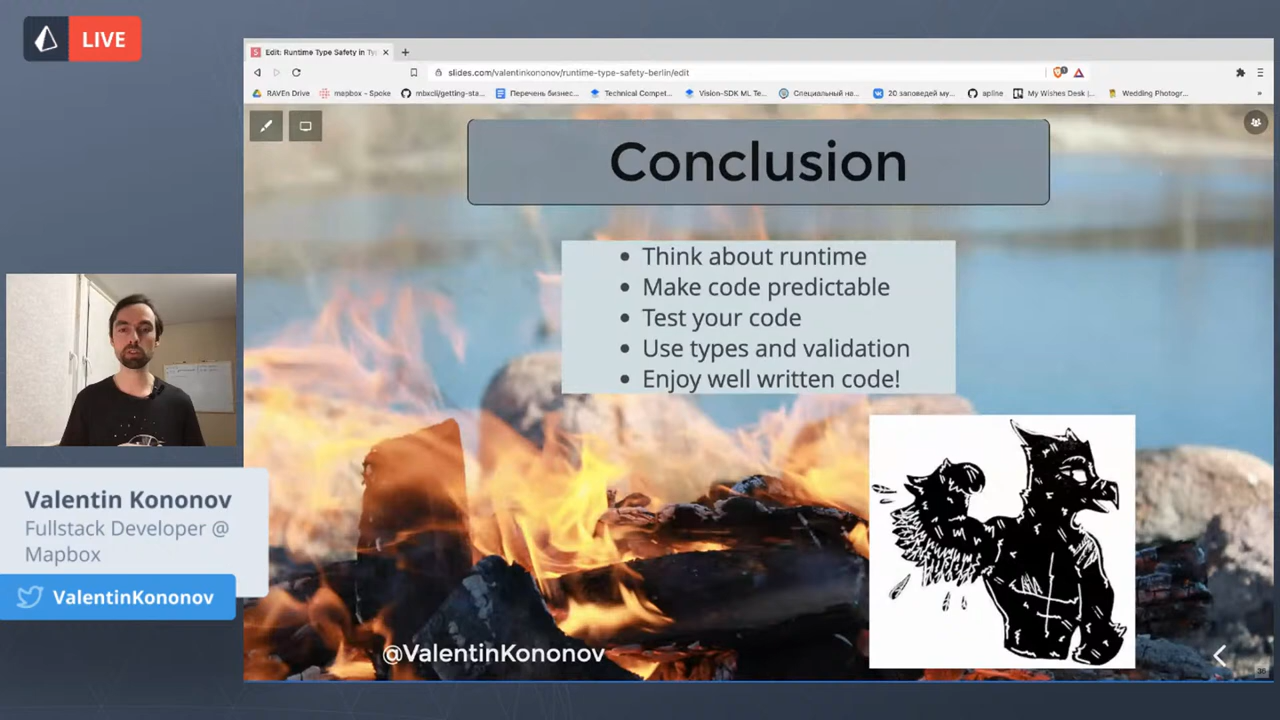 LIVE
Edit: Runtime Type Safety in Ty
slides.com/valentinkononov/runtime-type-safety-berlin/edit
RAVEn Drive
mapbox - Spoke
mbxcli/getting-sta...
Перечень бизнес...
Technical Compet...
Vision-SDK ML Te...
Специальный на...
20 заповедей му...
apline
My Wishes Desk |...
Wedding Photogr...
»
Conclusion
• Think about runtime
• Make code predictable
• Test your code
• Use types and validation
• Enjoy well written code!
Valentin Kononov
Fullstack Developer @
Mapbox
ValentinKononov
@ValentinKononov